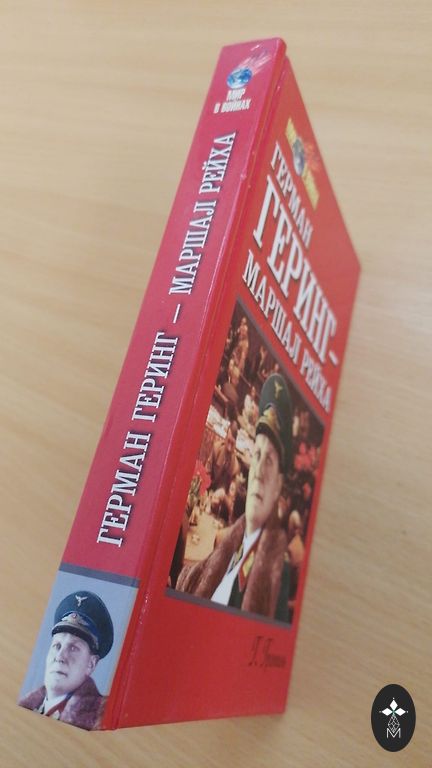 МИР
В ВОЙНАХ
ГЕРМАН ГЕРИНГ — МАРШАЛ РЕЙХА
ГЕРМАН
ГЕРИНГ –
МАРШАЛ РЕЙХА